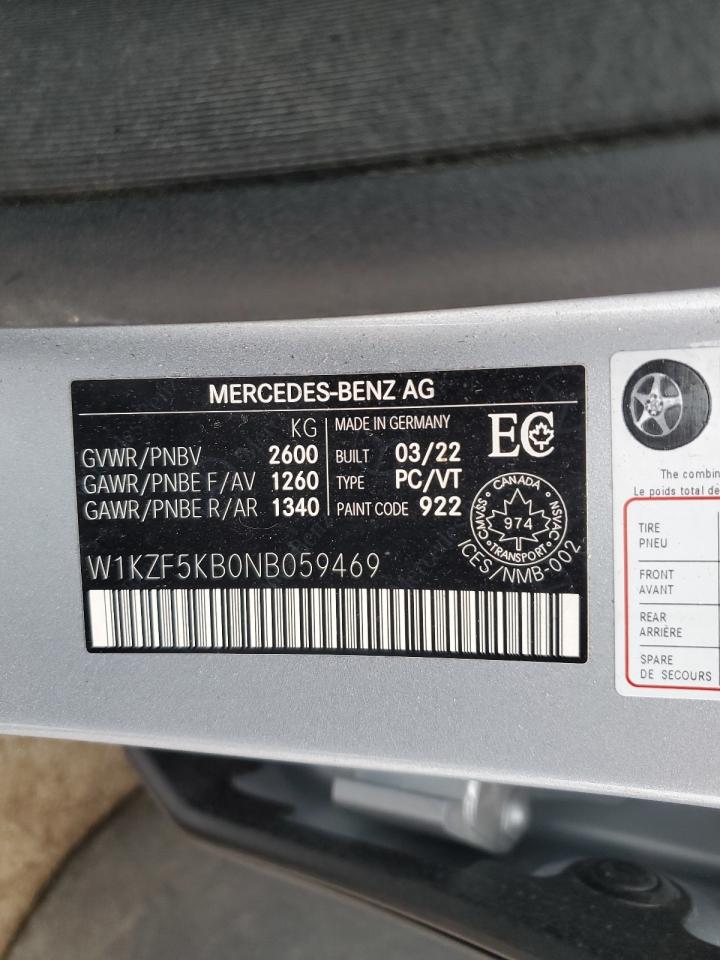 MERCEDES-BENZ AG
KG
GVWR/PNBV 2600
GAWR/PNBE F/AV 1260
GAWR/PNBE R/AR 1340
MADE IN GERMANY
BUILT 03/22
TYPE PC/VT
PAINT CODE 922
EC
CANADA
CMVSS
NSVAC
974
TRANSPORT
ICES/NMB-002
W1KZF5KB0NB059469
The combin
Le poids total de
TIRE
PNEU
FRONT
AVANT
REAR
ARRIÈRE
SPARE
DE SECOURS